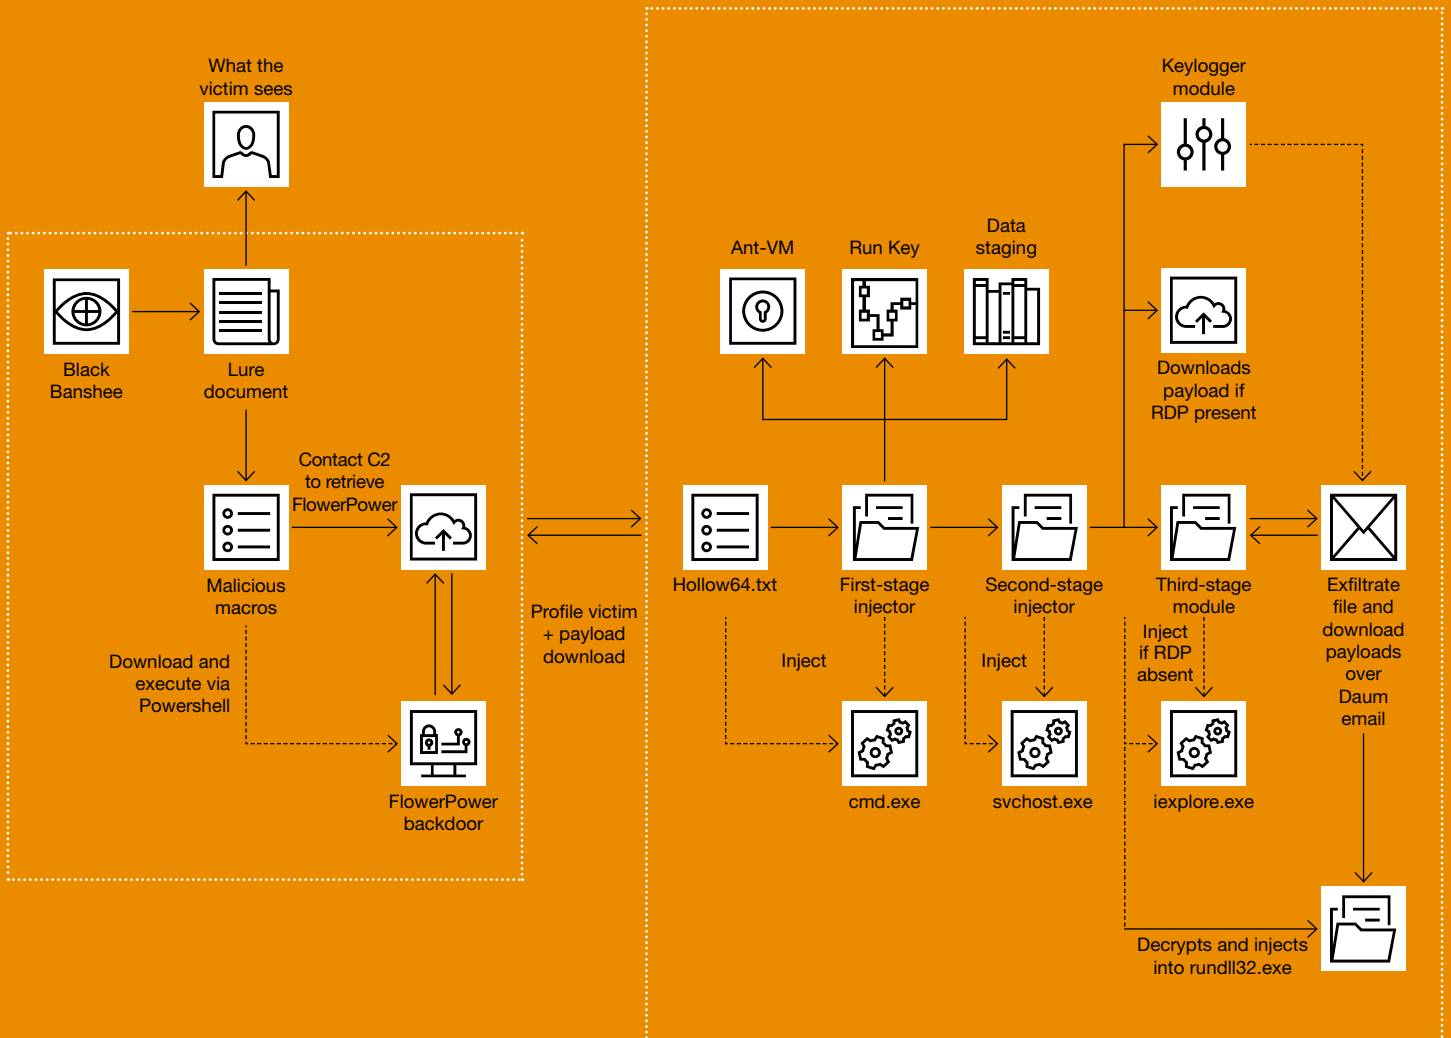 What the
victim sees
Black
Banshee
Lure
document
Contact C2
to retrieve
FlowerPower
Malicious
macros
Download and
execute via
Powershell
FlowerPower
backdoor
Profile victim
+ payload
download
Keylogger
module
Ant-VM
Run Key
Data
staging
Downloads
payload if
RDP present
Hollow64.txt
First-stage
injector
Second-stage
injector
Third-stage
module
Exfiltrate
file and
download
payloads
over
Daum
email
Inject
Inject
Inject
if RDP
absent
cmd.exe
svchost.exe
iexplore.exe
Decrypts and injects
into rundll32.exe